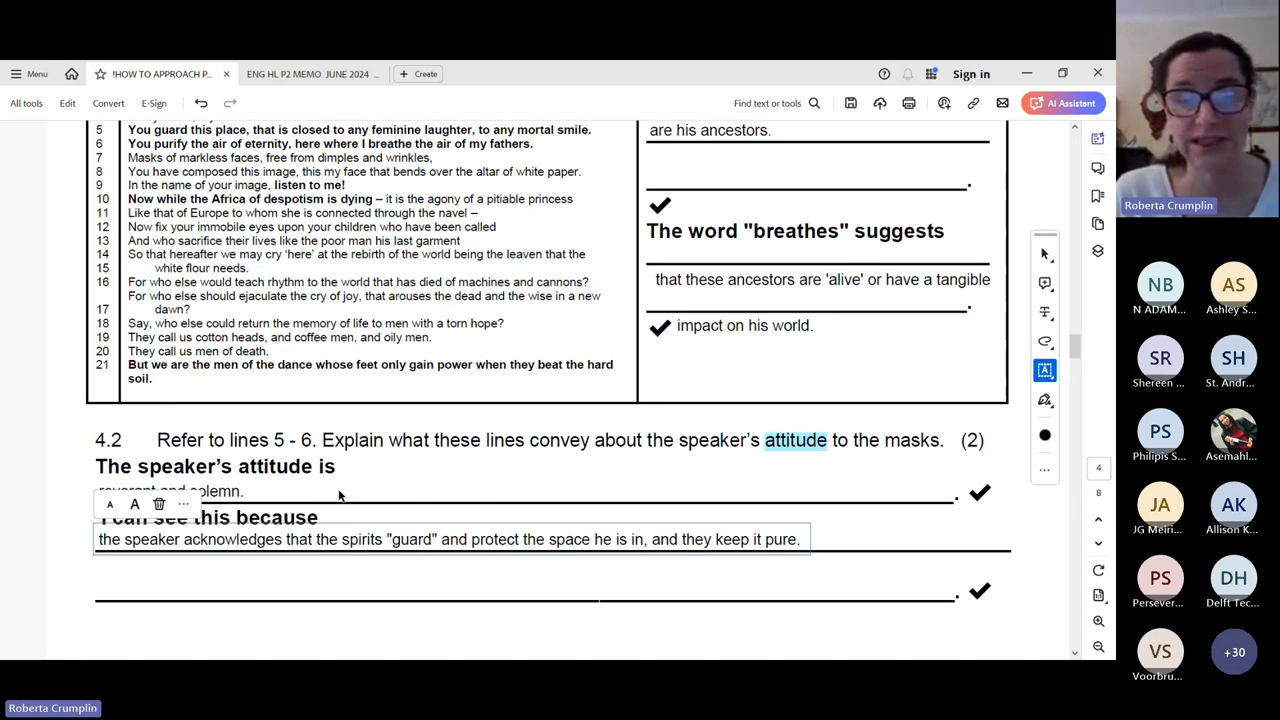 Menu
!HOW TO APPROACH P...
ENG HL P2 MEMO JUNE 2024 ...
Create
Sign in
All tools
Edit
Convert
E-Sign
Find text or tools
AI Assistant
5 You guard this place, that is closed to any feminine laughter, to any mortal smile.
6 You purify the air of eternity, here where I breathe the air of my fathers.
7 Masks of markless faces, free from dimples and wrinkles,
8 You have composed this image, this my face that bends over the altar of white paper.
9 In the name of your image, listen to me!
10 Now while the Africa of despotism is dying – it is the agony of a pitiable princess
11 Like that of Europe to whom she is connected through the navel –
12 Now fix your immobile eyes upon your children who have been called
13 And who sacrifice their lives like the poor man his last garment
14 So that hereafter we may cry 'here' at the rebirth of the world being the leaven that the
15 white flour needs.
16 For who else would teach rhythm to the world that has died of machines and cannons?
For who else should ejaculate the cry of joy, that arouses the dead and the wise in a new
17 dawn?
18 Say, who else could return the memory of life to men with a torn hope?
19 They call us cotton heads, and coffee men, and oily men.
20 They call us men of death.
21 But we are the men of the dance whose feet only gain power when they beat the hard
soil.
are his ancestors.
.
The word "breathes" suggests
that these ancestors are 'alive' or have a tangible
.
impact on his world.
4.2 Refer to lines 5 - 6. Explain what these lines convey about the speaker's attitude to the masks. (2)
The speaker's attitude is
and solemn.
.
I can see this because
the speaker acknowledges that the spirits "guard" and protect the space he is in, and they keep it pure.
.
4
8
Roberta Crumplin
NB
N ADAM...
AS
Ashley S...
SR
Shereen ...
SH
St. Andr...
PS
Philipis S...
Asemahl...
JA
JG Meiri...
AK
Allison K...
PS
Persever...
DH
Delft Tec...
VS
Voorbru...
+30
Roberta Crumplin